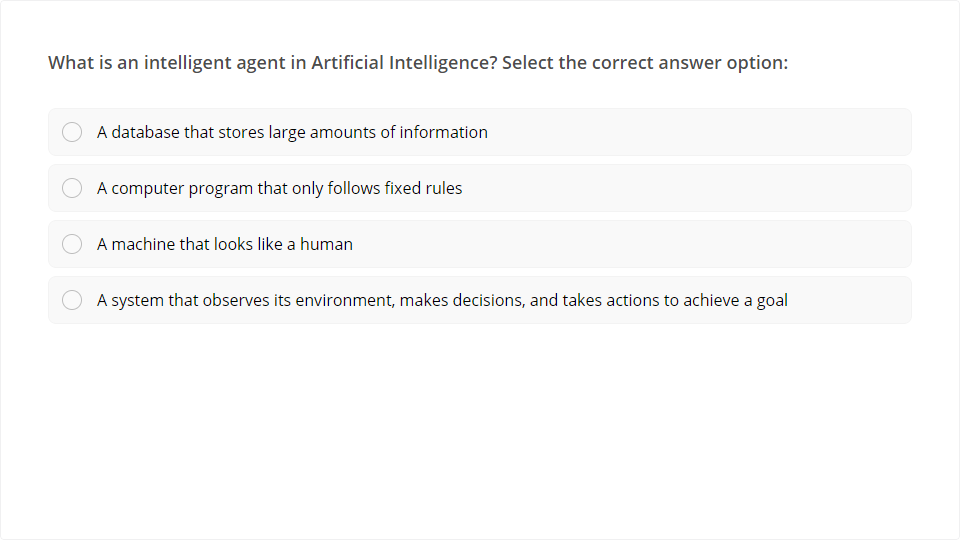 What is an intelligent agent in Artificial Intelligence? Select the correct answer option:
A database that stores large amounts of information
A computer program that only follows fixed rules
A machine that looks like a human
A system that observes its environment, makes decisions, and takes actions to achieve a goal